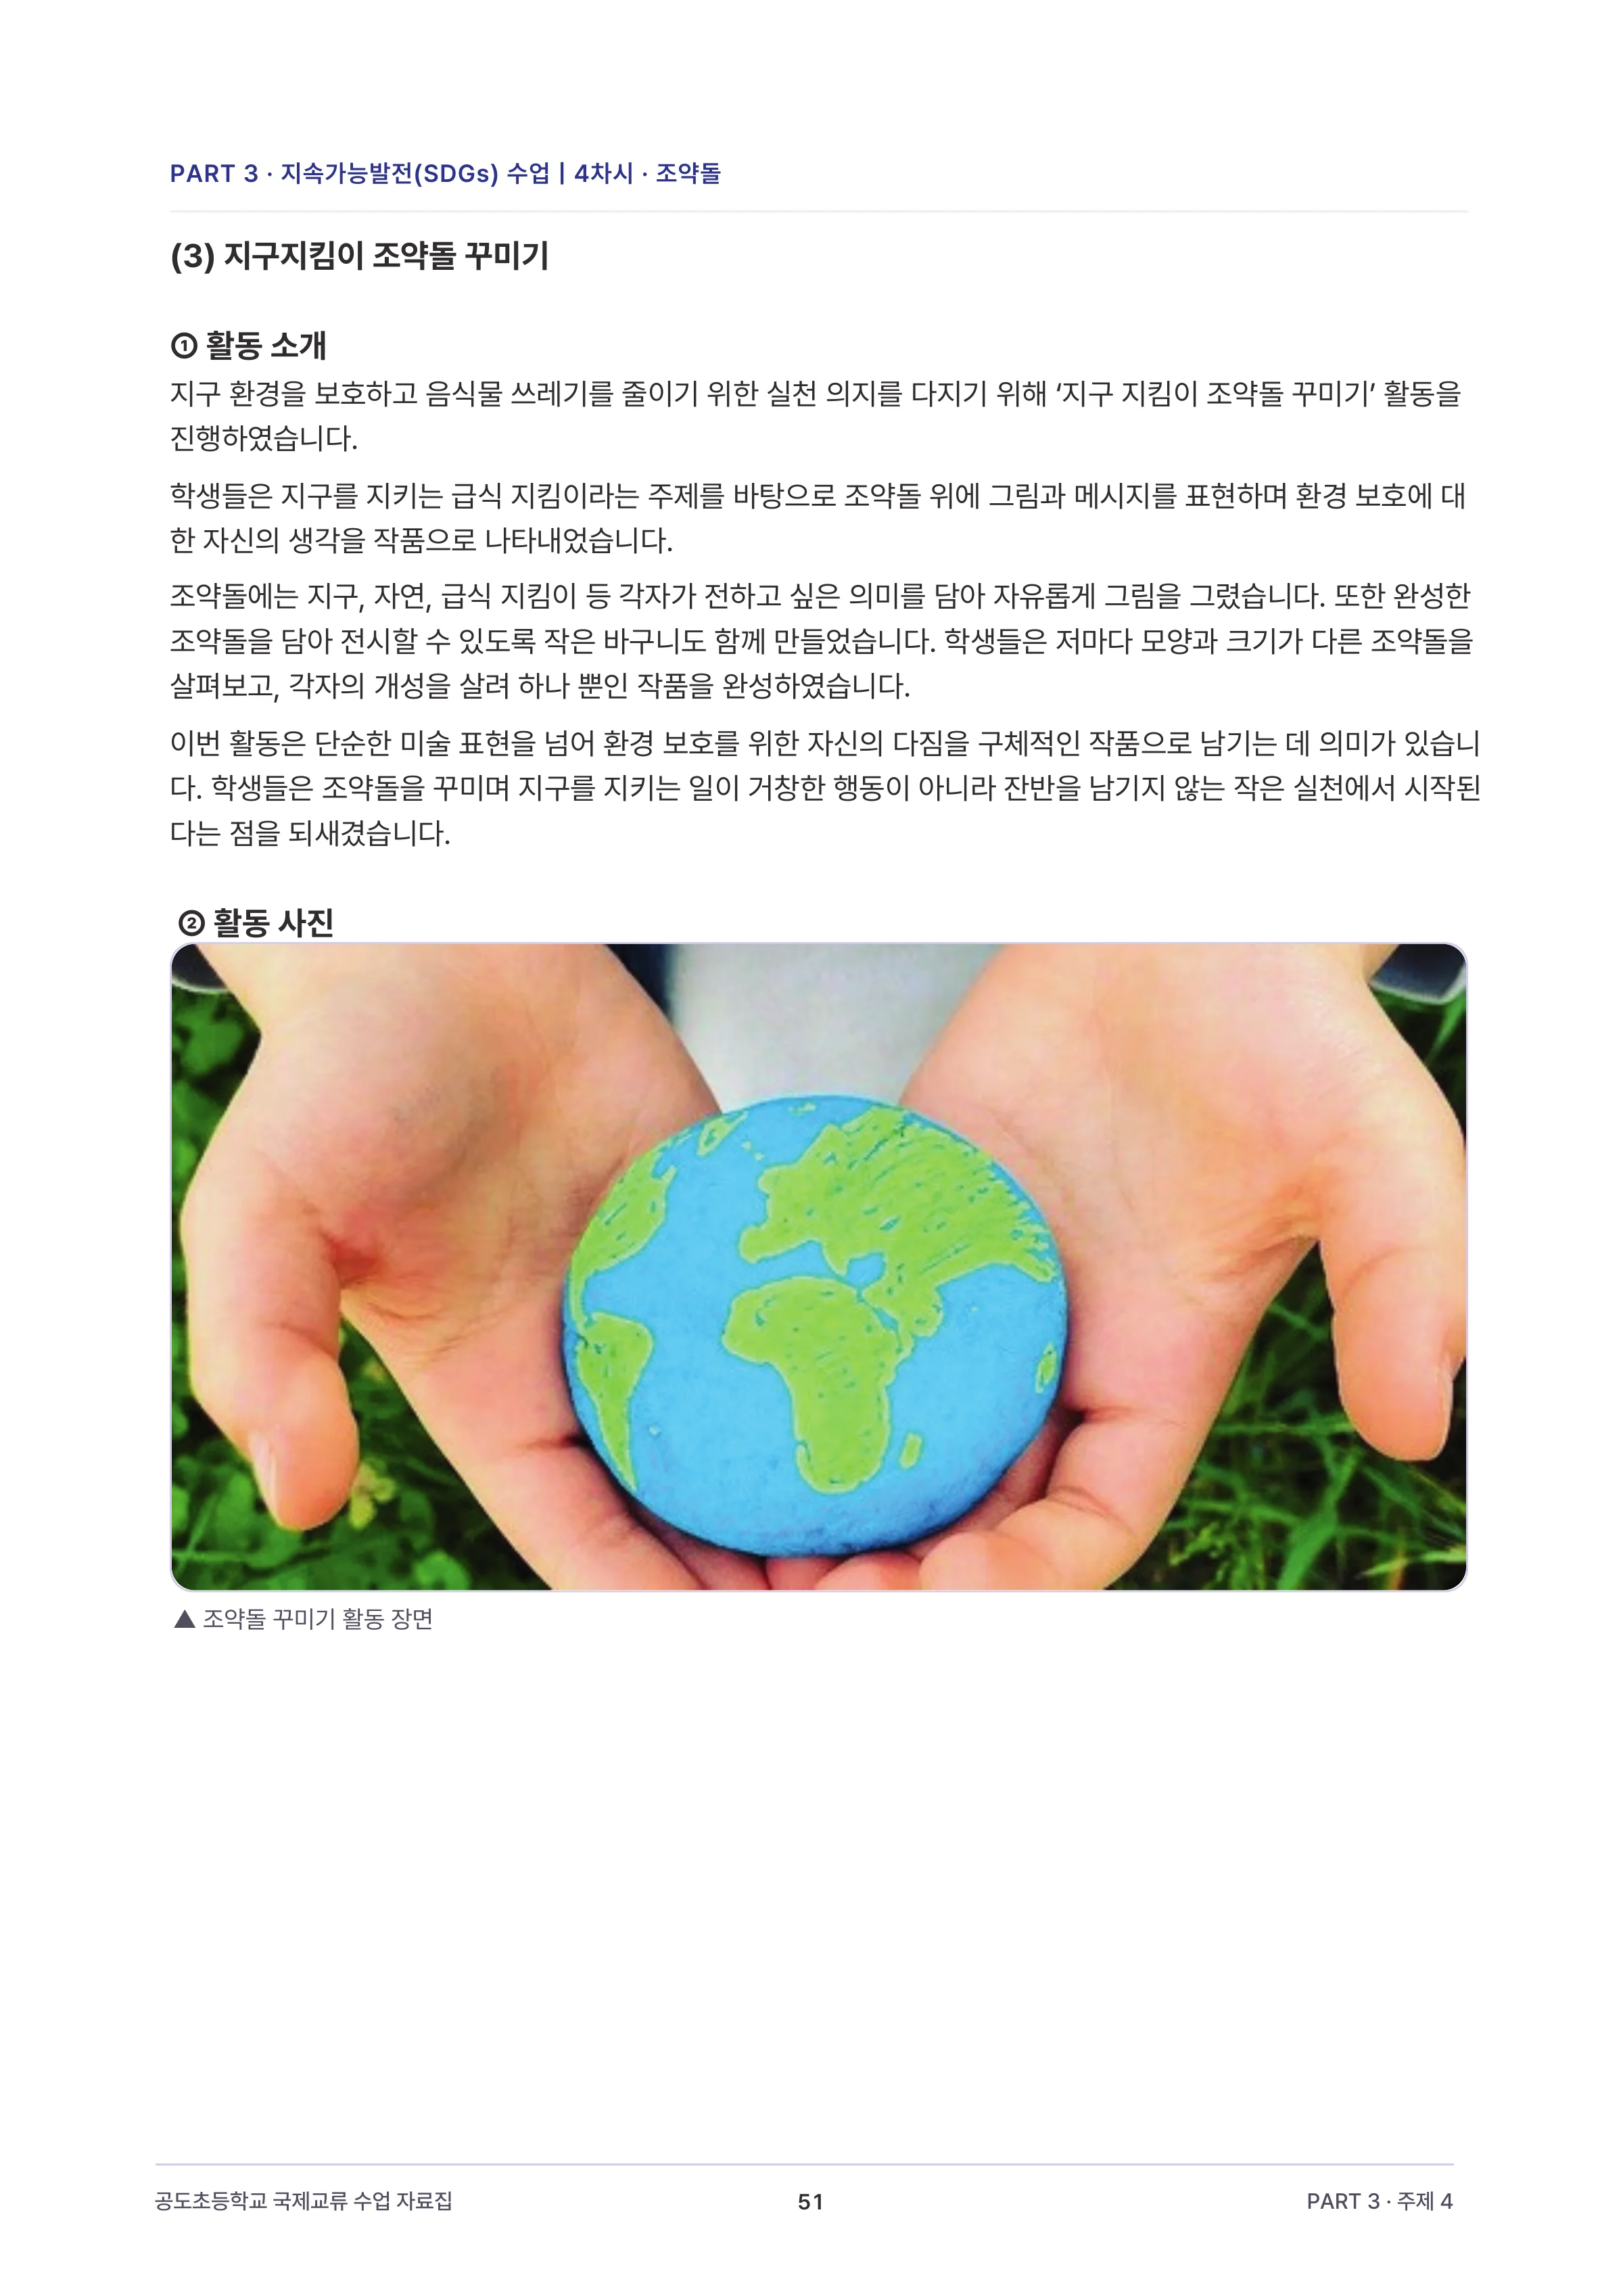 PART 3 · 지속가능발전(SDGs) 수업 | 4차시 · 조약돌
(3) 지구지킴이 조약돌 꾸미기
① 활동 소개
지구 환경을 보호하고 음식물 쓰레기를 줄이기 위한 실천 의지를 다지기 위해 ‘지구 지킴이 조약돌 꾸미기’ 활동을
진행하였습니다.
학생들은 지구를 지키는 급식 지킴이라는 주제를 바탕으로 조약돌 위에 그림과 메시지를 표현하며 환경 보호에 대
한 자신의 생각을 작품으로 나타내었습니다.
조약돌에는 지구, 자연, 급식 지킴이 등 각자가 전하고 싶은 의미를 담아 자유롭게 그림을 그렸습니다. 또한 완성한
조약돌을 담아 전시할 수 있도록 작은 바구니도 함께 만들었습니다. 학생들은 저마다 모양과 크기가 다른 조약돌을
살펴보고, 각자의 개성을 살려 하나 뿐인 작품을 완성하였습니다.
이번 활동은 단순한 미술 표현을 넘어 환경 보호를 위한 자신의 다짐을 구체적인 작품으로 남기는 데 의미가 있습니
다. 학생들은 조약돌을 꾸미며 지구를 지키는 일이 거창한 행동이 아니라 잔반을 남기지 않는 작은 실천에서 시작된
다는 점을 되새겼습니다.
② 활동 사진
▲ 조약돌 꾸미기 활동 장면
공도초등학교 국제교류 수업 자료집
51
PART 3 · 주제 4